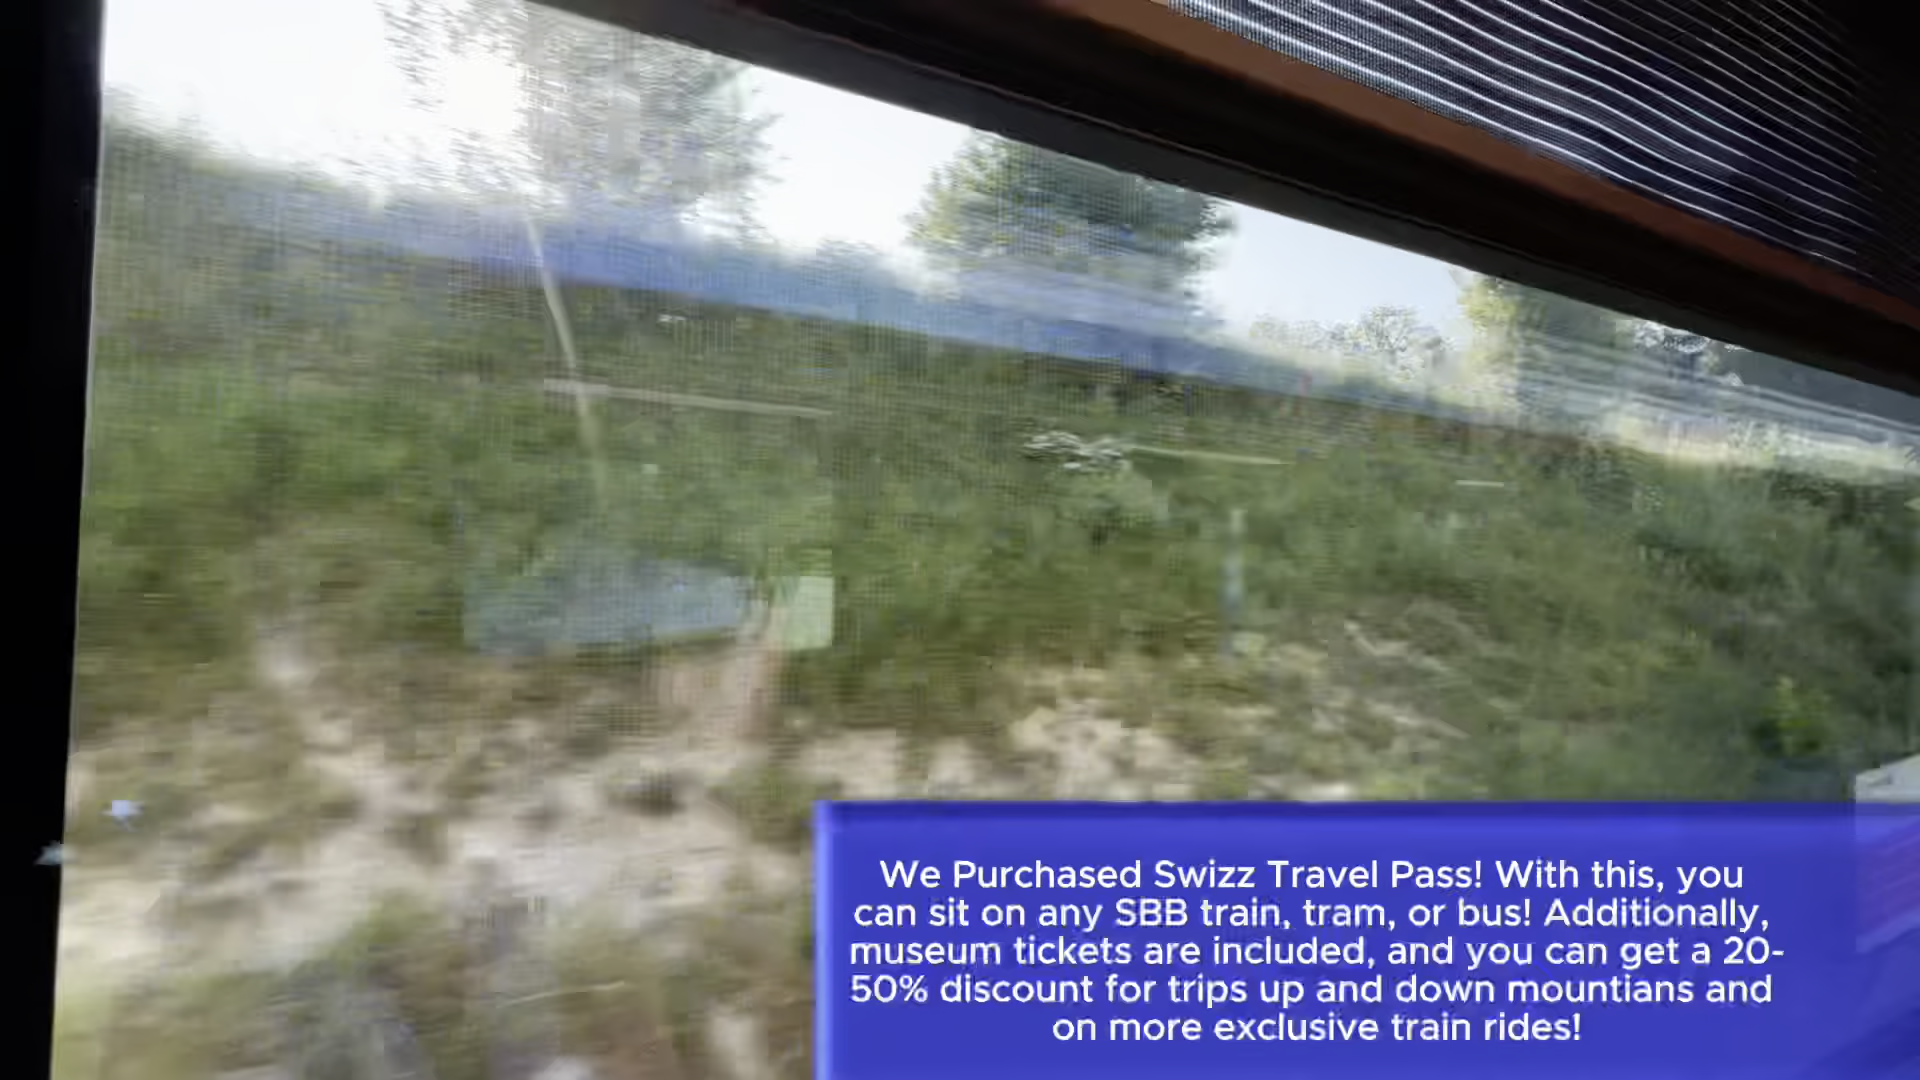 We Purchased Swizz Travel Pass! With this, you
can sit on any SBB train, tram, or bus! Additionally,
museum tickets are included, and you can get a 20-
50% discount for trips up and down mountians and
on more exclusive train rides!